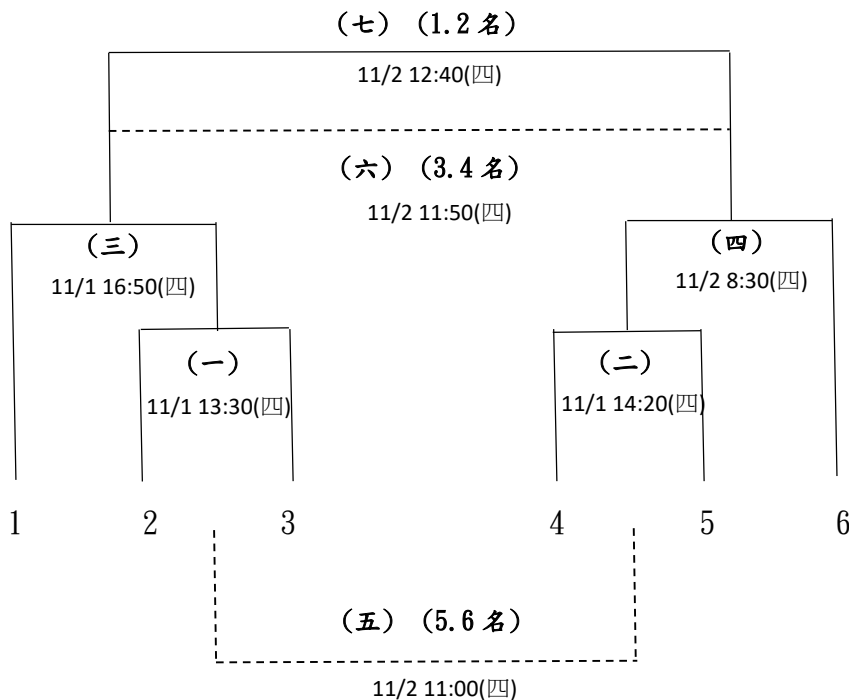 （七）（1.2 名）
11/2 12:40(四)
（六）（3.4 名）
11/2 11:50(四)
（三）
（四）
11/1 16:50(四)
11/2 8:30(四)
（一）
（二）
11/1 13:30(四)
11/1 14:20(四)
1 2 3 4 5 6
（五）（5.6 名）
11/2 11:00(四)